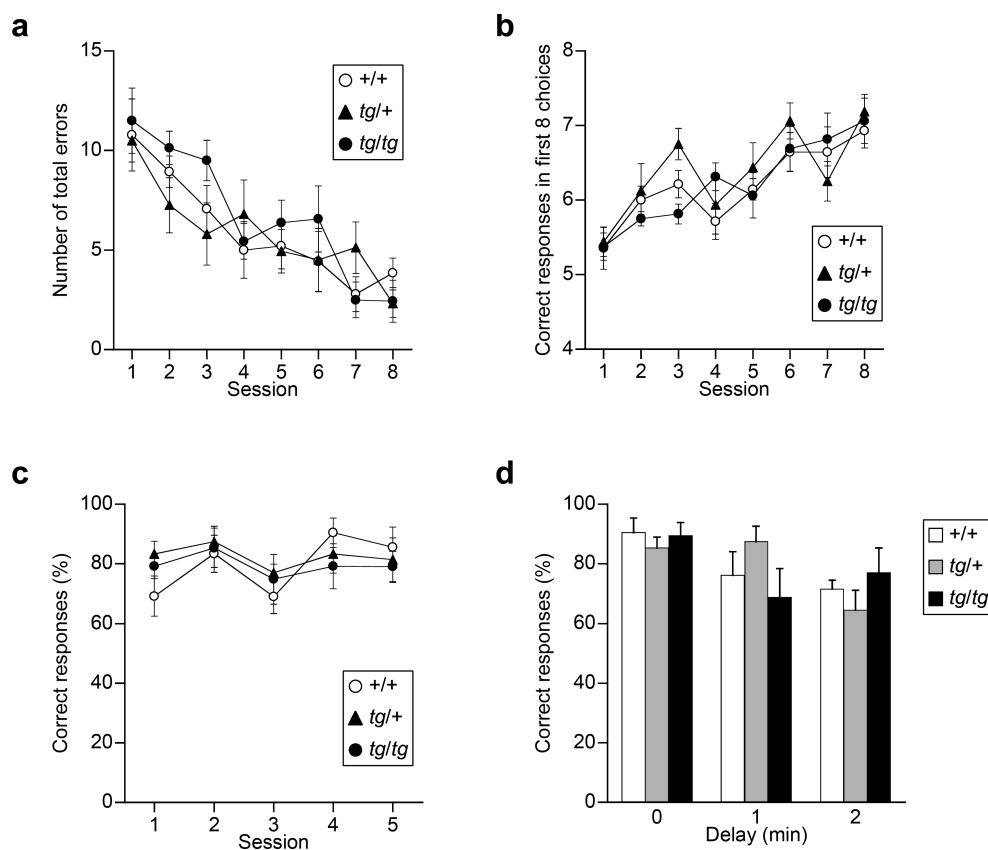 a
Number of total errors
15
10
5
0
1 2 3 4 5 6 7 8
Session
+/+
tg/+
tg/tg
b
Correct responses in first 8 choices
8
7
6
5
4
1 2 3 4 5 6 7 8
Session
+/+
tg/+
tg/tg
c
Correct responses (%)
100
80
60
40
20
0
1 2 3 4 5
Session
+/+
tg/+
tg/tg
d
Correct responses (%)
100
80
60
40
20
0
0 1 2
Delay (min)
+/+
tg/+
tg/tg